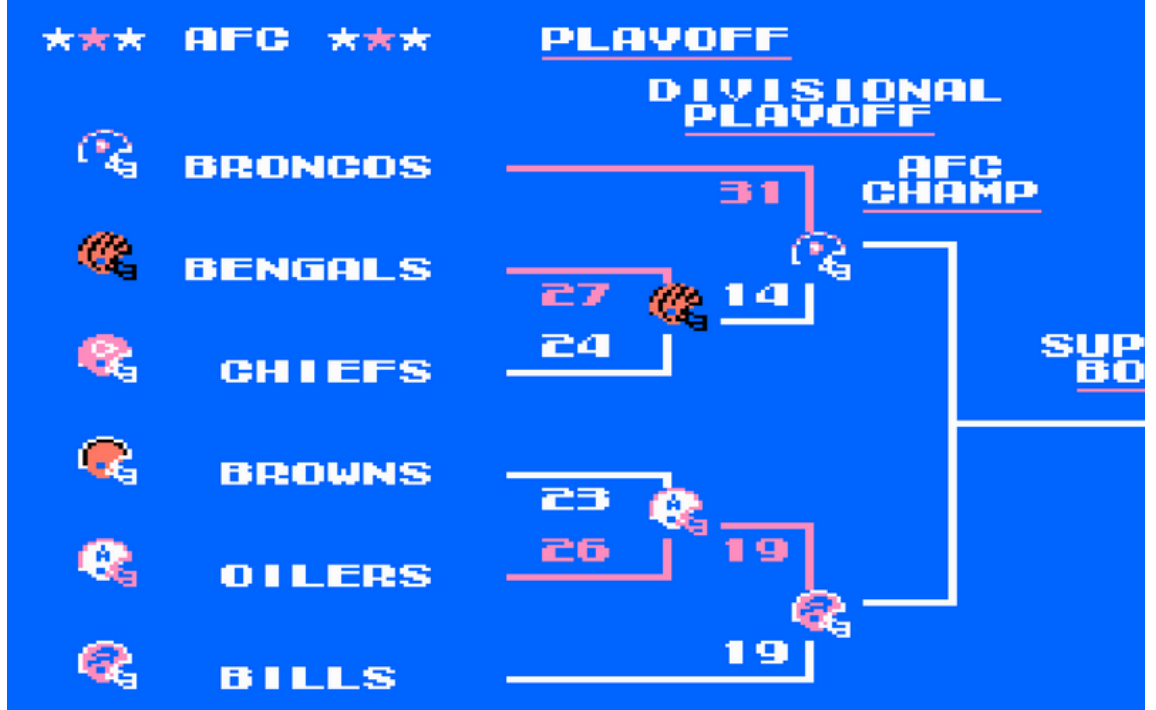 ★★★ AFC ★★★ PLAYOFF
DIVISIONAL
PLAYOFF
AFC
CHAMP
BRONCOS
31
BENGALS
27
14
24
CHIEFS
SUP
BO
BROWNS
23
26
19
OILERS
19
BILLS